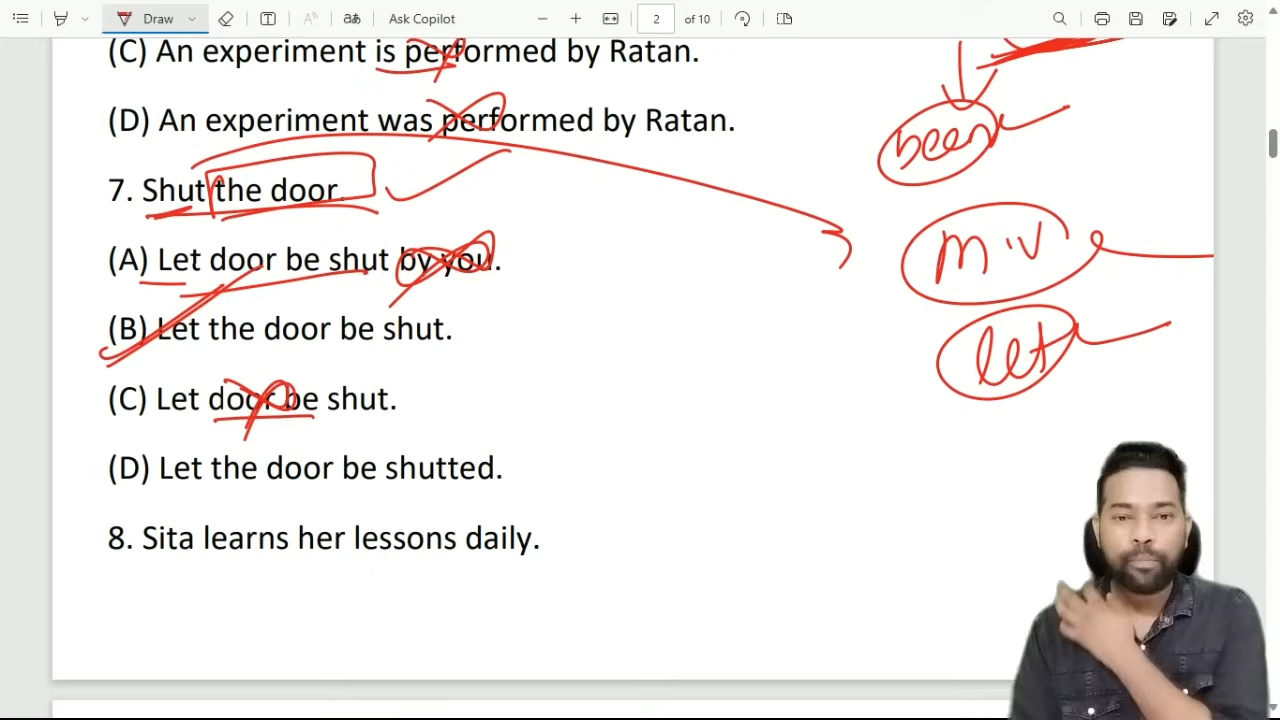 Draw
Ask Copilot
2 of 10
(C) An experiment is performed by Ratan.
(D) An experiment was performed by Ratan.
been
7. Shut the door.
m.v
(A) Let door be shut by you.
(B) Let the door be shut.
let
(C) Let door be shut.
(D) Let the door be shutted.
8. Sita learns her lessons daily.